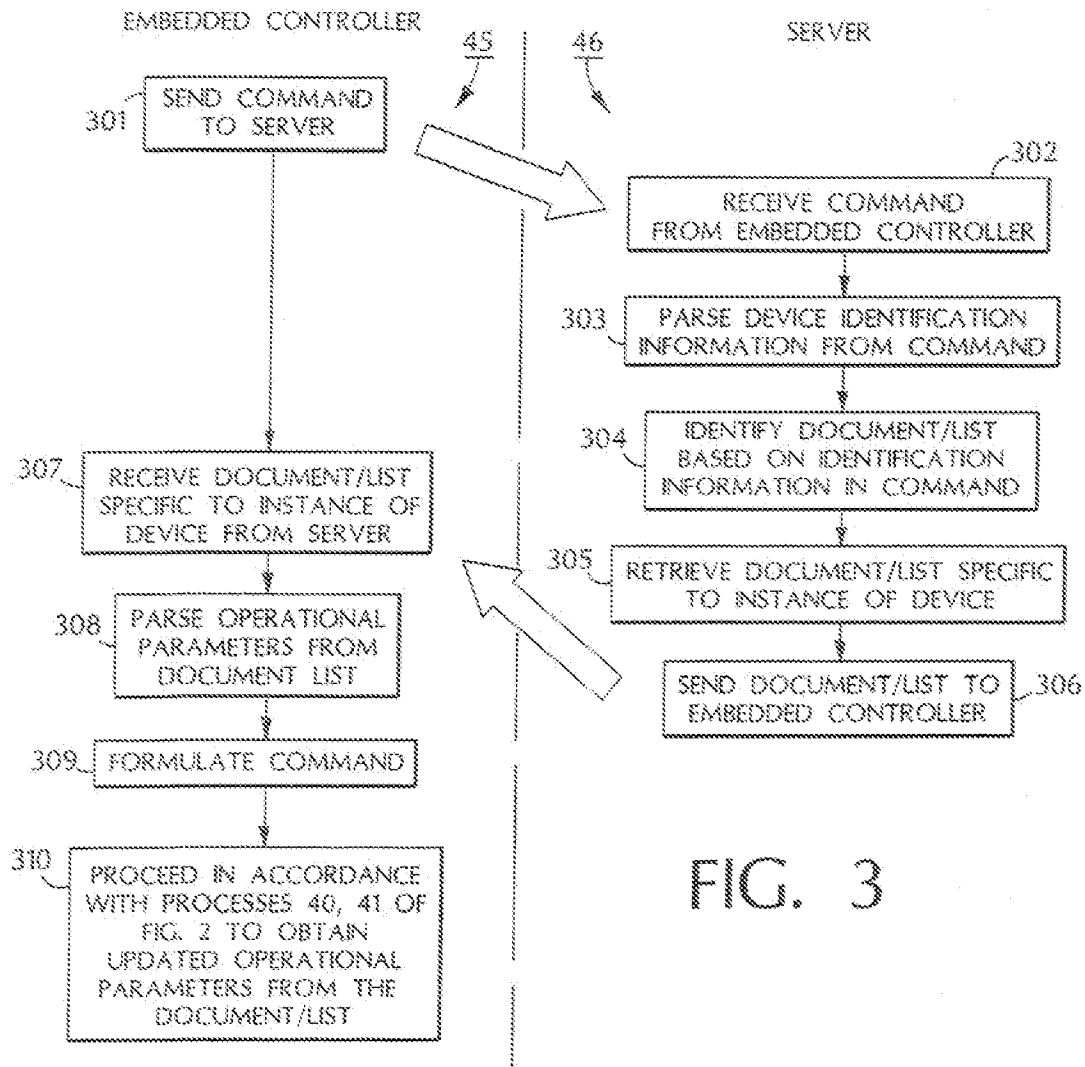 EMBEDDED CONTROLLER
45
46
SERVER
301
SEND COMMAND
TO SERVER
302
RECEIVE COMMAND
FROM EMBEDDED CONTROLLER
303
PARSE DEVICE IDENTIFICATION
INFORMATION FROM COMMAND
304
IDENTIFY DOCUMENT/LIST
BASED ON IDENTIFICATION
INFORMATION IN COMMAND
305
RETRIEVE DOCUMENT/LIST SPECIFIC
TO INSTANCE OF DEVICE
306
SEND DOCUMENT/LIST TO
EMBEDDED CONTROLLER
307
RECEIVE DOCUMENT/LIST
SPECIFIC TO INSTANCE OF
DEVICE FROM SERVER
308
PARSE OPERATIONAL
PARAMETERS FROM
DOCUMENT LIST
309
FORMULATE COMMAND
310
PROCEED IN ACCORDANCE
WITH PROCESSES 40, 41 OF
FIG. 2 TO OBTAIN
UPDATED OPERATIONAL
PARAMETERS FROM THE
DOCUMENT/LIST
FIG. 3